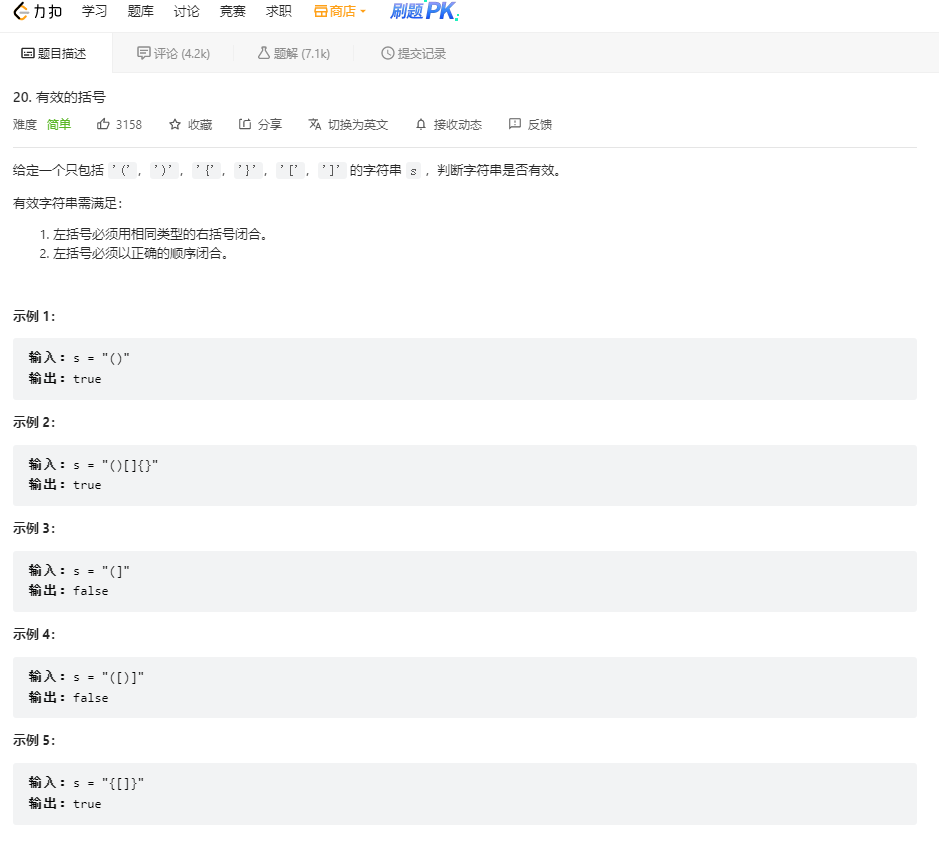 力扣 学习 题库 讨论 竞赛 求职 商店 刷题PK
题目描述 评论 (4.2k) 题解 (7.1k) 提交记录
20. 有效的括号
难度 简单 3158 收藏 分享 切换为英文 接收动态 反馈
给定一个只包括 '(', ')', '{', '}', '[', ']' 的字符串 s ，判断字符串是否有效。
有效字符串需满足：
1. 左括号必须用相同类型的右括号闭合。
2. 左括号必须以正确的顺序闭合。
示例 1：
输入：s = "()"
输出：true
示例 2：
输入：s = "()[]{}"
输出：true
示例 3：
输入：s = "(]"
输出：false
示例 4：
输入：s = "([)]"
输出：false
示例 5：
输入：s = "{[]}"
输出：true